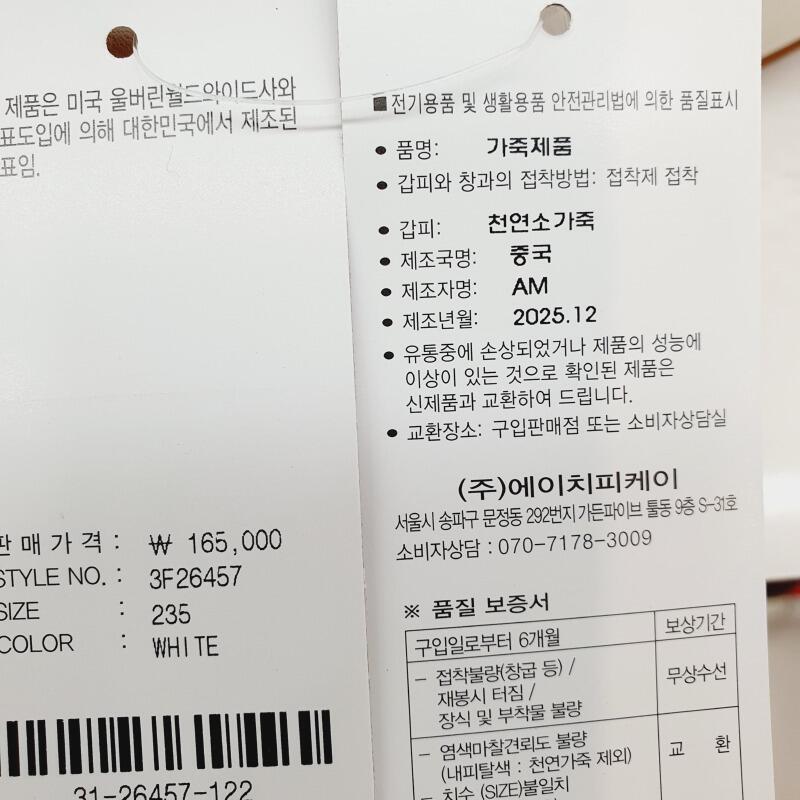 제품은 미국 울버린월드와이드사와
표도입에 의해 대한민국에서 제조된
표임.
판매가격 : ₩ 165,000
STYLE NO. : 3F26457
SIZE : 235
COLOR : WHITE
31-26457-122
■전기용품 및 생활용품 안전관리법에 의한 품질표시
● 품명: 가죽제품
● 갑피와 창과의 접착방법: 접착제 접착
● 갑피: 천연소가죽
● 제조국명: 중국
● 제조자명: AM
● 제조년월: 2025.12
● 유통중에 손상되었거나 제품의 성능에
이상이 있는 것으로 확인된 제품은
신제품과 교환하여 드립니다.
● 교환장소: 구입판매점 또는 소비자상담실
(주)에이치피케이
서울시 송파구 문정동 292번지 가든파이브 툴동 9층 S-31호
소비자상담 : 070-7178-3009
※ 품질 보증서
구입일로부터 6개월 보상기간
- 접착불량(창굽 등) /
재봉시 터짐 /
장식 및 부착물 불량
무상수선
- 염색마찰견뢰도 불량
(내피탈색 : 천연가죽 제외)
- 치수 (SIZE)불일치
교 환